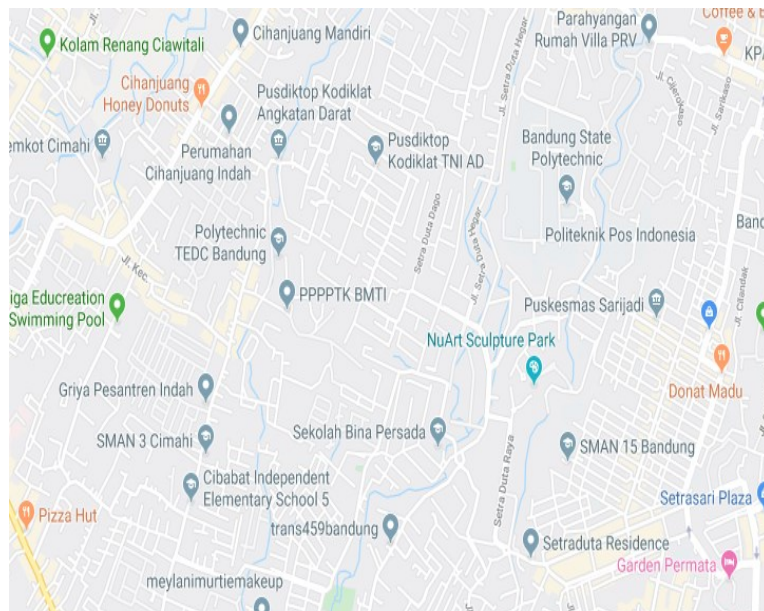 Kolam Renang Ciawitali
Cihanjuang Mandiri
Jl. Setra Duta Hegar
Parahyangan
Rumah Villa PRV
Coffee & B
KPA
Cihanjuang
Honey Donuts
Pusdiktop Kodiklat
Angkatan Darat
Jl. Cijerokaso
Jl. Sarikaso
emkot Cimahi
Perumahan
Cihanjuang Indah
Pusdiktop
Kodiklat TNI AD
Bandung State
Polytechnic
Polytechnic
TEDC Bandung
Setra Duta Dago
Jl. Setra Duta Hegar
Politeknik Pos Indonesia
Band
Jl. Kec.
iga Educreation
Swimming Pool
PPPPTK BMTI
Puskesmas Sarijadi
Jl. Cilandak
NuArt Sculpture Park
Donat Madu
Griya Pesantren Indah
SMAN 3 Cimahi
Sekolah Bina Persada
Setra Duta Raya
SMAN 15 Bandung
Cibabat Independent
Elementary School 5
Setrasari Plaza
Pizza Hut
trans459bandung
Setraduta Residence
Garden Permata
meylanimurtiemakeup